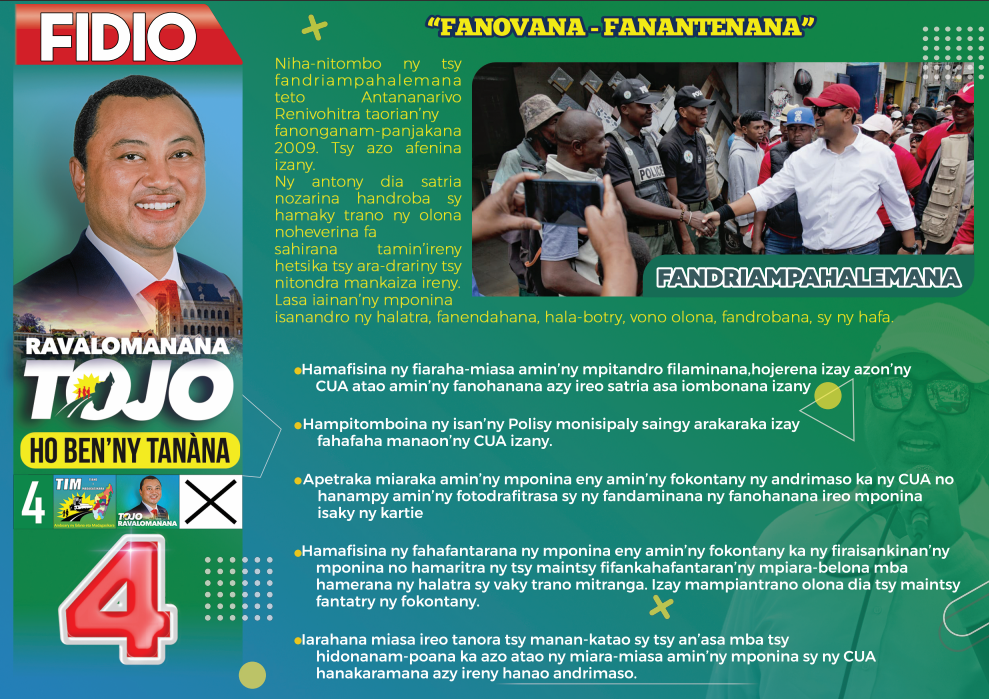 FIDIO
RAVALOMANANA
TOJO
HO BEN'NY TANÀNA
4
TIM
TOJO
RAVALOMANANA
4
"FANOVANA - FANANTENANA"
Niha-nitombo ny tsy
fandriampahalemana
teto Antananarivo
Renivohitra taorian'ny
fanonganam-panjakana
2009. Tsy azo afenina
izany.
Ny antony dia satria
nozarina handroba sy
hamaky trano ny olona
noheverina fa
sahirana tamin'ireny
hetsika tsy ara-drariny tsy
nitondra mankaiza ireny.
Lasa iainan'ny mponina
isanandro ny halatra, fanendahana, hala-botry, vono olona, fandrobana, sy ny hafa.
POLICE
FANDRIAMPAHALEMANA
●Hamafisina ny fiaraha-miasa amin'ny mpitandro filaminana,hojerena izay azon'ny
CUA atao amin'ny fanohanana azy ireo satria asa iombonana izany
●Hampitomboina ny isan'ny Polisy monisipaly saingy arakaraka izay
fahafaha manaon'ny CUA izany.
●Apetraka miaraka amin'ny mponina eny amin'ny fokontany ny andrimaso ka ny CUA no
hanampy amin'ny fotodrafitrasa sy ny fandaminana ny fanohanana ireo mponina
isaky ny kartie
●Hamafisina ny fahafantarana ny mponina eny amin'ny fokontany ka ny firaisankinan'ny
mponina no hamaritra ny tsy maintsy fifankahafantaran'ny mpiara-belona mba
hamerana ny halatra sy vaky trano mitranga. Izay mampiantrano olona dia tsy maintsy
fantatry ny fokontany.
●Iarahana miasa ireo tanora tsy manan-katao sy tsy an'asa mba tsy
hidonanam-poana ka azo atao ny miara-miasa amin'ny mponina sy ny CUA
hanakaramana azy ireny hanao andrimaso.